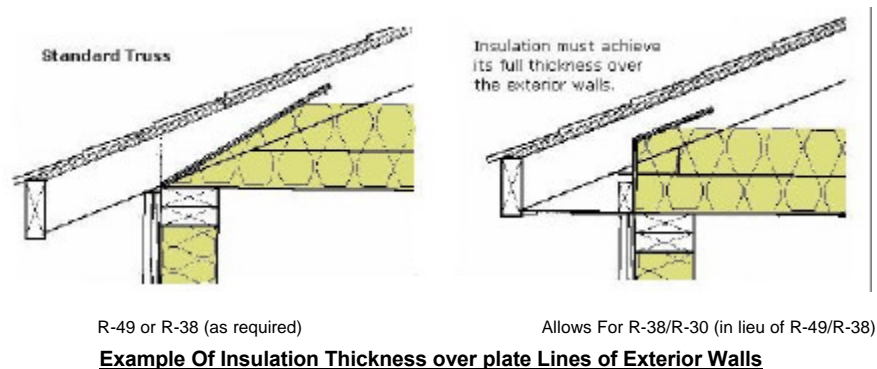 Standard Truss
Insulation must achieve
its full thickness over
the exterior walls.
R-49 or R-38 (as required)
Allows For R-38/R-30 (in lieu of R-49/R-38)
Example Of Insulation Thickness over plate Lines of Exterior Walls